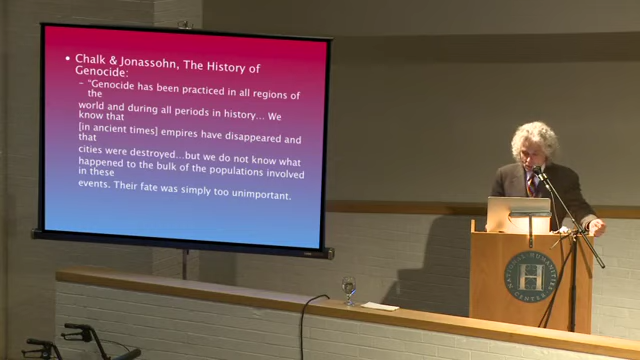 • Chalk & Jonassohn, The History of
Genocide:
– "Genocide has been practiced in all regions of
the
world and during all periods in history... We
know that
[in ancient times] empires have disappeared and
that
cities were destroyed...but we do not know what
happened to the bulk of the populations involved
in these
events. Their fate was simply too unimportant.
NATIONAL HUMANITIES
CENTER